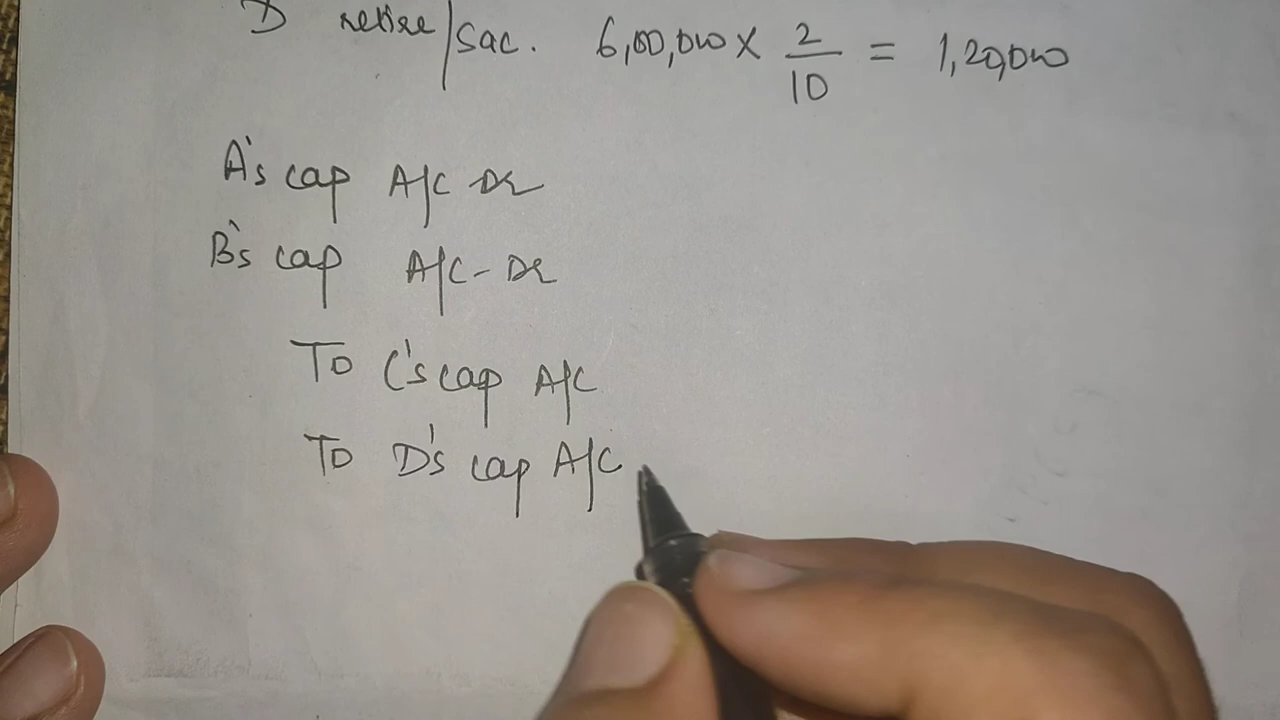 D retire/sac. 6,00,000 × 2/10 = 1,20,000
A's cap A/C Dr
B's cap A/C - Dr
To C's cap A/C
To D's cap A/C